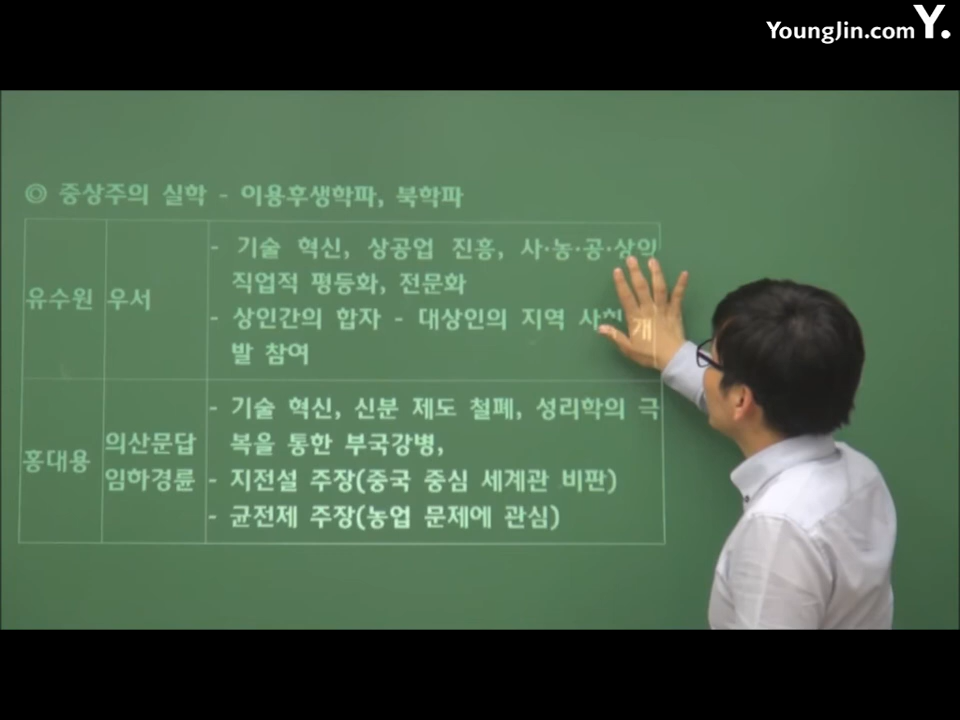 YoungJin.com Y.
◎ 중상주의 실학 - 이용후생학파, 북학파
유수원
우서
- 기술 혁신, 상공업 진흥, 사·농·공·상의
직업적 평등화, 전문화
- 상인간의 합자 - 대상인의 지역 사회 개
발 참여
홍대용
의산문답
임하경륜
- 기술 혁신, 신분 제도 철폐, 성리학의 극
복을 통한 부국강병,
- 지전설 주장(중국 중심 세계관 비판)
- 균전제 주장(농업 문제에 관심)